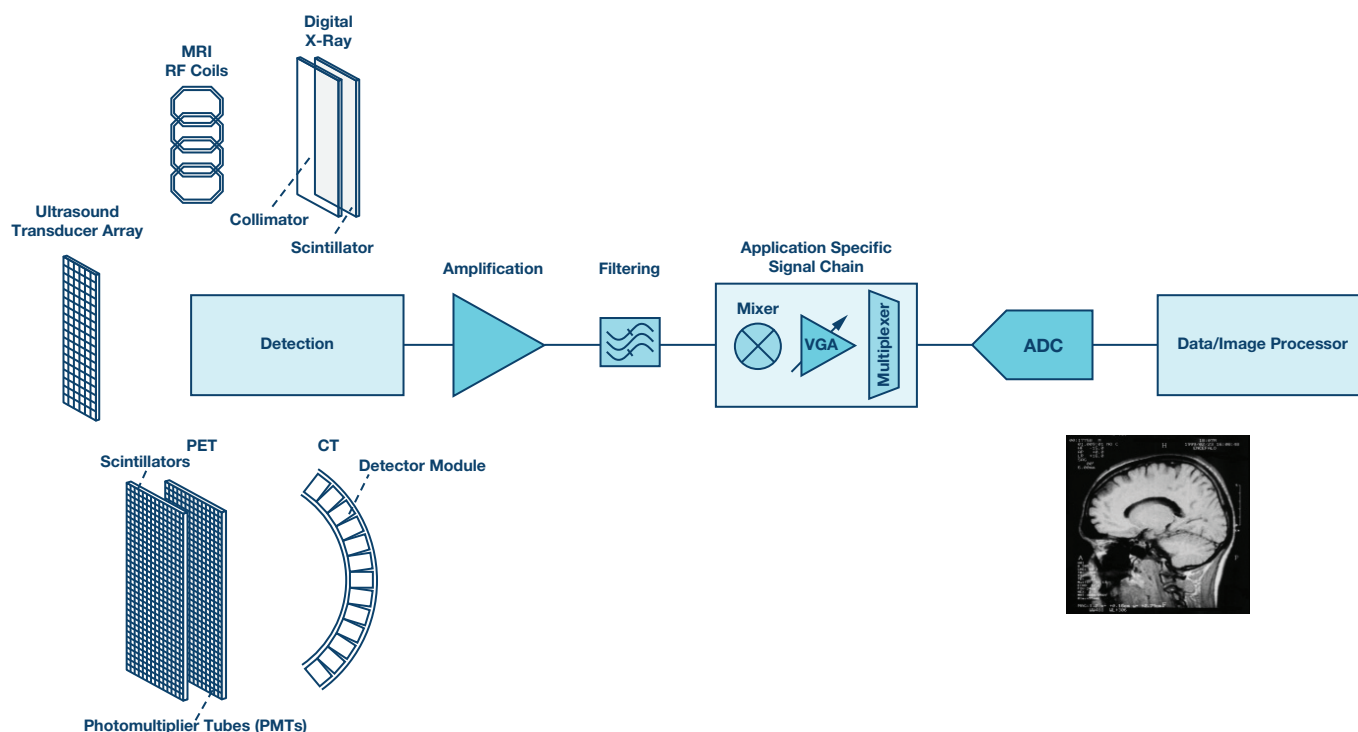 Digital
X-Ray
MRI
RF Coils
Collimator
Scintillator
Ultrasound
Transducer Array
Amplification
Filtering
Application Specific
Signal Chain
Detection
Mixer
VGA
Multiplexer
ADC
Data/Image Processor
PET
Scintillators
CT
Detector Module
Photomultiplier Tubes (PMTs)